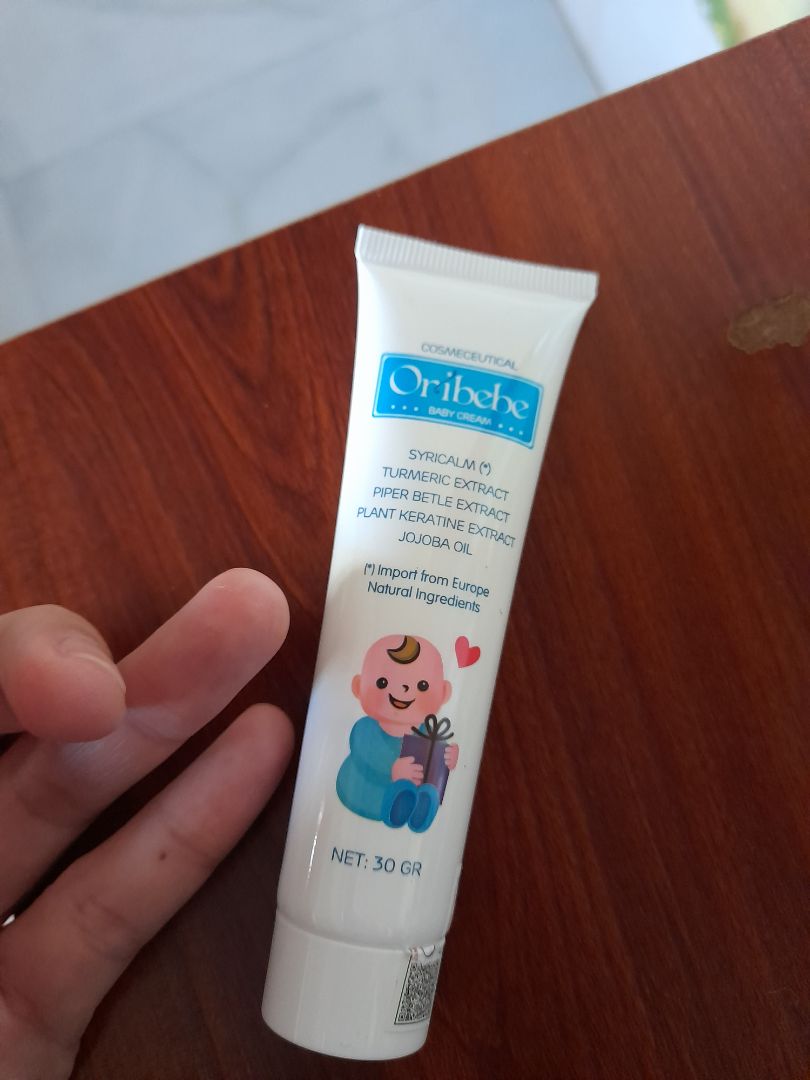 COSMECEUTICAL
Oribebe
BABY CREAM
SYRICALM (*)
TURMERIC EXTRACT
PIPER BETLE EXTRACT
PLANT KERATINE EXTRACT
JOJOBA OIL
(*) Import from Europe
Natural Ingredients
NET: 30 GR